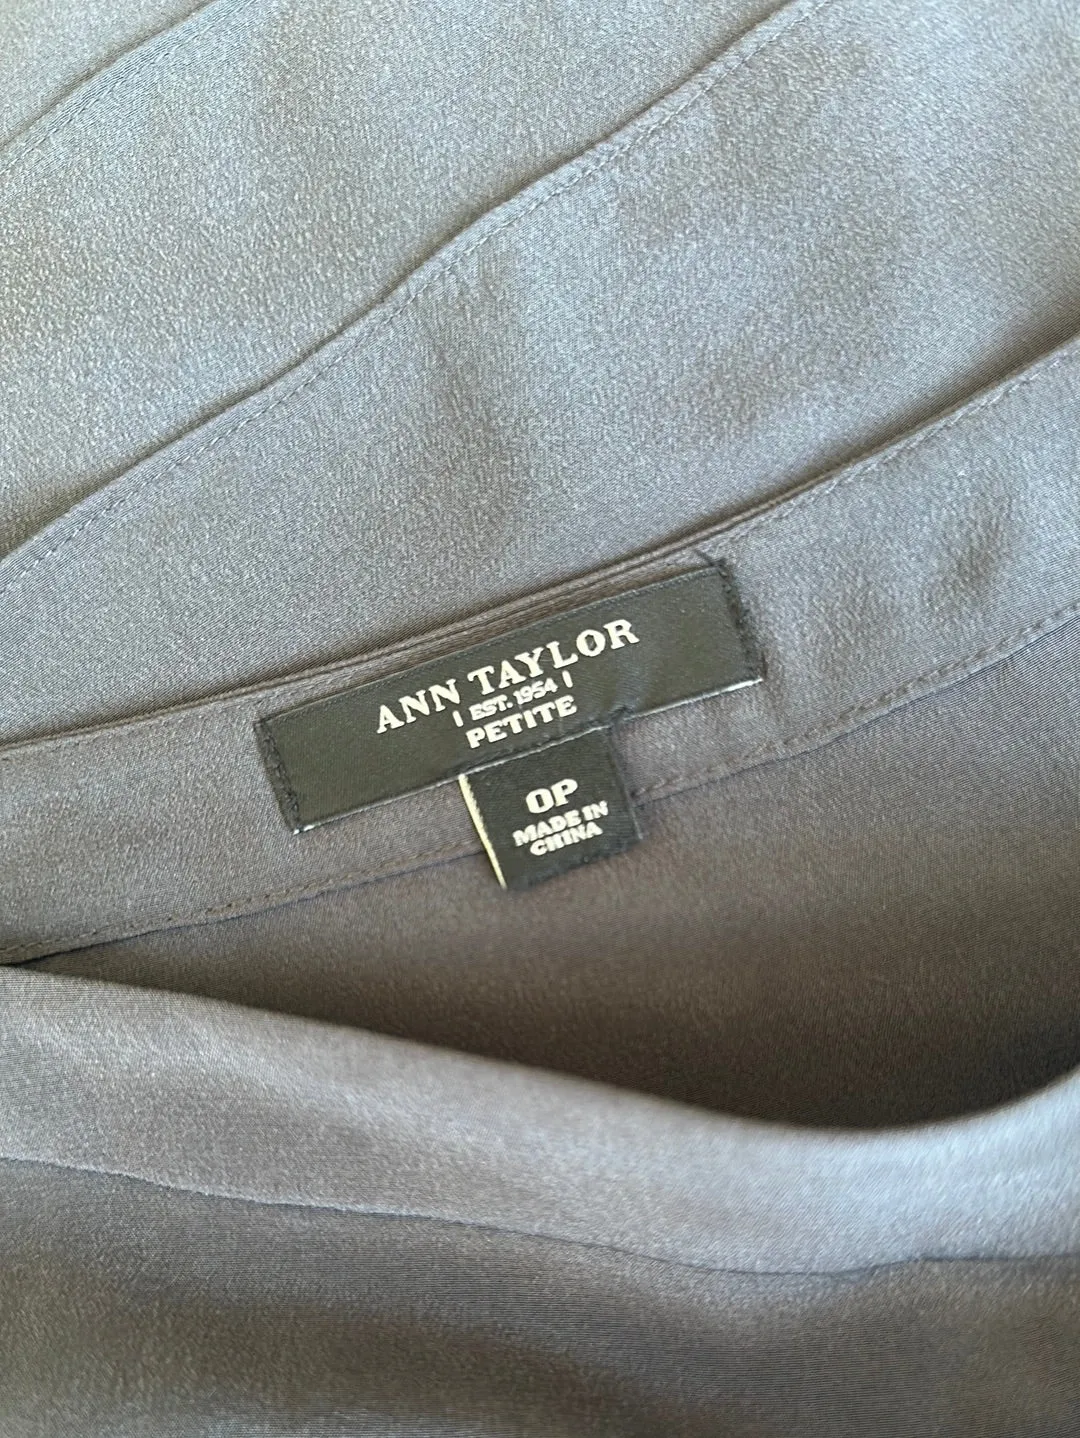 ANN TAYLOR
| EST. 1954 |
PETITE
0P
MADE IN
CHINA